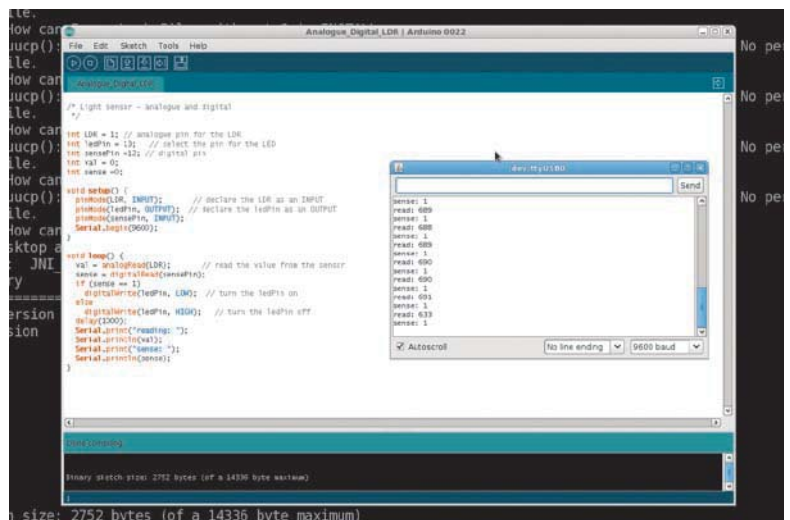 ile.
How can
uucp():
ile.
How can
uucp():
ile.
How can
uucp():
ile.
How can
uucp():
ile.
How can
sktop a
: JNI_
ry
======
ersion
sion
No per
No per
No per
No per
Analogue_Digital_LDR | Arduino 0022
File Edit Sketch Tools Help
Analogue_Digital_LDR
/* Light sensor - analogue and digital
*/
int LDR = 1; // analogue pin for the LDR
int ledPin = 13; // select the pin for the LED
int sensePin =12; // digital pin
int val = 0;
int sense =0;
void setup() {
pinMode(LDR, INPUT); // declare the LDR as an INPUT
pinMode(ledPin, OUTPUT); // declare the ledPin as an OUTPUT
pinMode(sensePin, INPUT);
Serial.begin(9600);
}
void loop() {
val = analogRead(LDR); // read the value from the sensor
sense = digitalRead(sensePin);
if (sense == 1)
digitalWrite(ledPin, LOW); // turn the ledPin on
else
digitalWrite(ledPin, HIGH); // turn the ledPin off
delay(1000);
Serial.print("reading: ");
Serial.println(val);
Serial.print("sense: ");
Serial.println(sense);
}
/dev/ttyUSB0
Send
sense: 1
read: 689
sense: 1
read: 688
sense: 1
read: 689
sense: 1
read: 690
sense: 1
read: 690
sense: 1
read: 691
sense: 1
read: 633
sense: 1
Autoscroll
No line ending
9600 baud
Done compiling.
Binary sketch size: 2752 bytes (of a 14336 byte maximum)
1
n size: 2752 bytes (of a 14336 byte maximum)